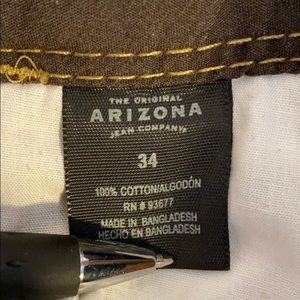 THE ORIGINAL
ARIZONA
JEAN COMPANY®
34
100% COTTON/ALGODÓN
RN # 93677
MADE IN BANGLADESH
HECHO EN BANGLADESH